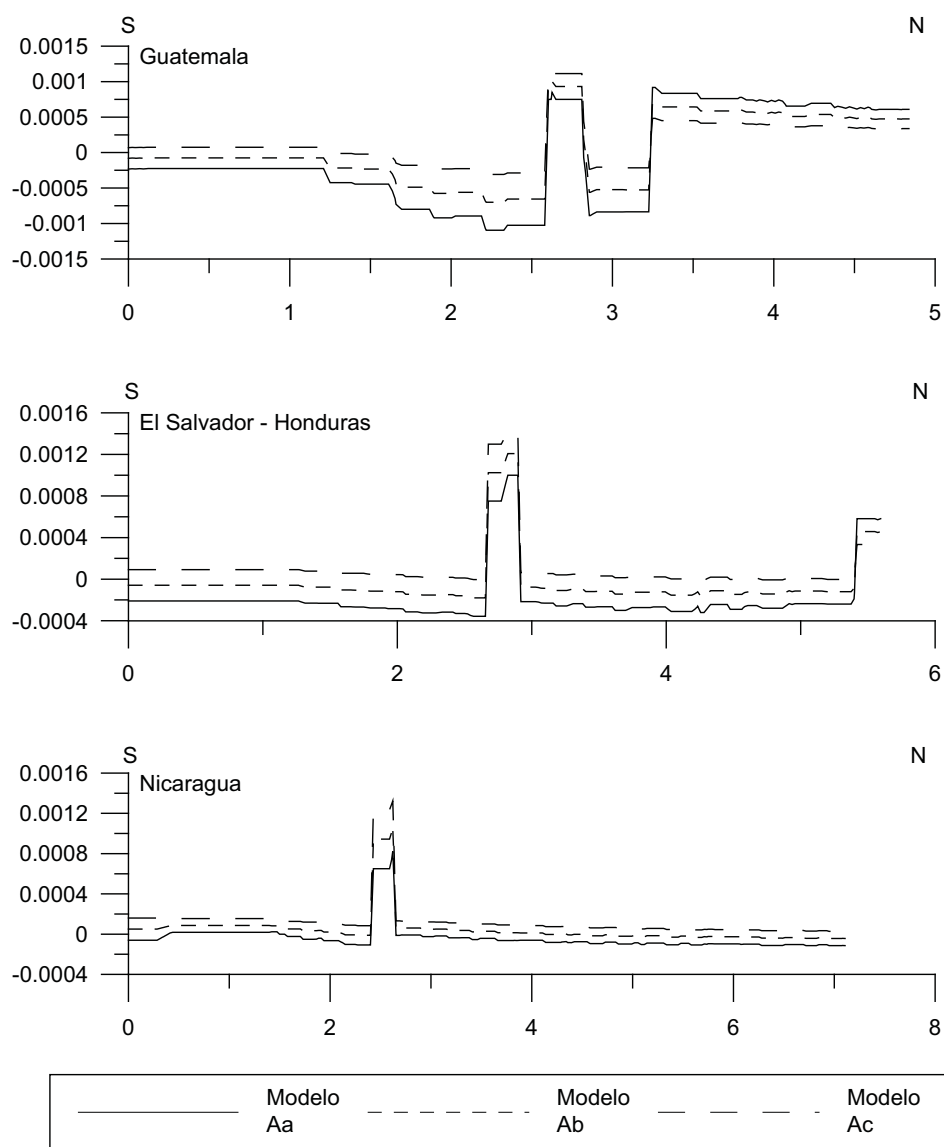 S N
Guatemala
0.0015
0.001
0.0005
0
-0.0005
-0.001
-0.0015
0 1 2 3 4 5
S N
El Salvador - Honduras
0.0016
0.0012
0.0008
0.0004
0
-0.0004
0 2 4 6
S N
Nicaragua
0.0016
0.0012
0.0008
0.0004
0
-0.0004
0 2 4 6 8
Modelo Modelo Modelo
Aa Ab Ac